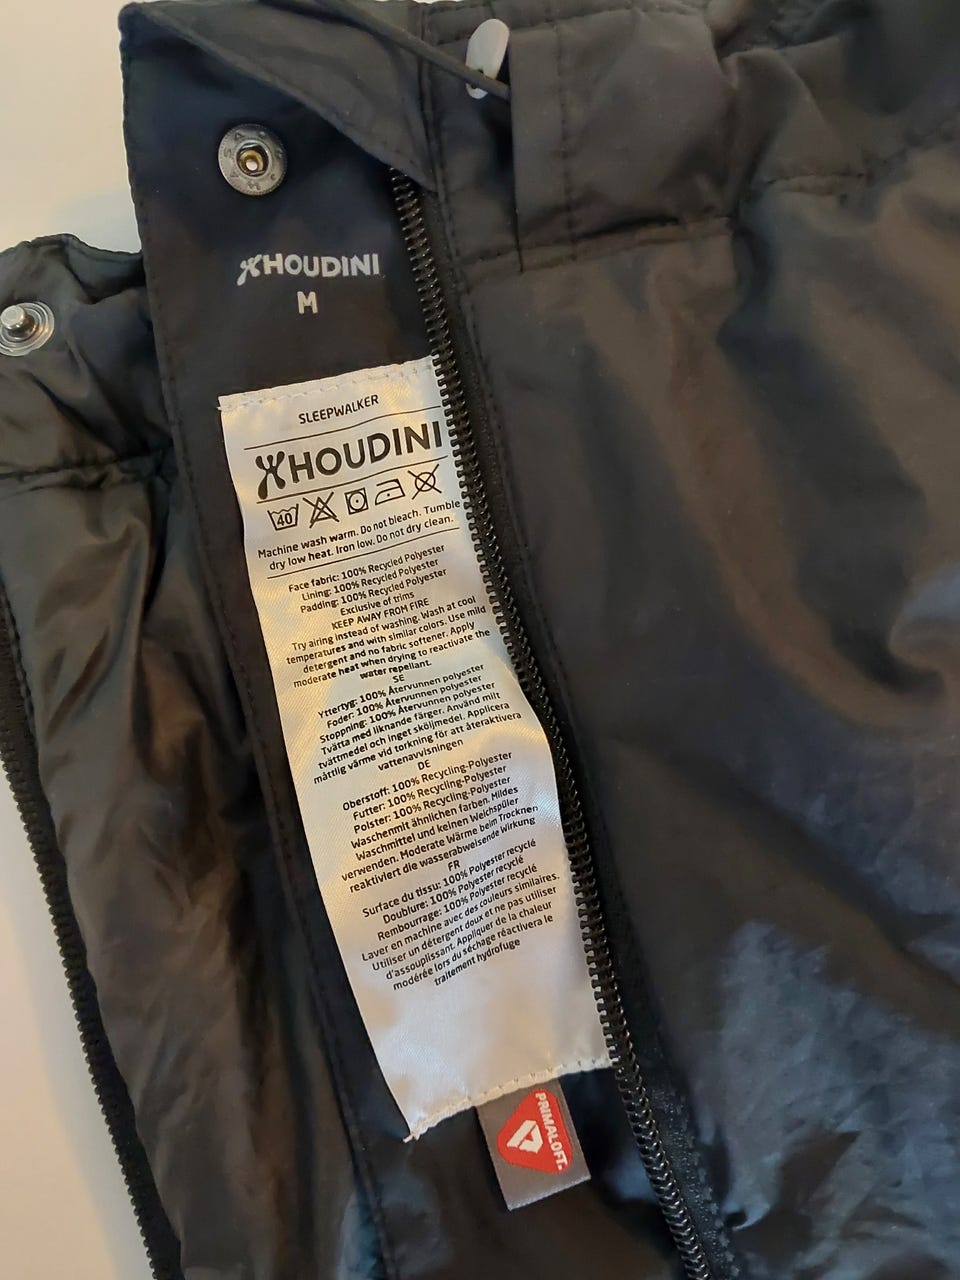 HOUDINI
M
SLEEPWALKER
HOUDINI
40
Machine wash warm. Do not bleach. Tumble
dry low heat. Iron low. Do not dry clean.
Face fabric: 100% Recycled Polyester
Lining: 100% Recycled Polyester
Padding: 100% Recycled Polyester
Exclusive of trims
KEEP AWAY FROM FIRE
Try airing instead of washing. Wash at cool
temperatures and with similar colors. Use mild
detergent and no fabric softener. Apply
moderate heat when drying to reactivate the
water repellant.
SE
Yttertyg: 100% Återvunnen polyester
Foder: 100% Återvunnen polyester
Stoppning: 100% Återvunnen polyester
Tvätta med liknande färger. Använd milt
tvättmedel och inget sköljmedel. Applicera
måttlig värme vid torkning för att återaktivera
vattenavvisningen
DE
Oberstoff: 100% Recycling-Polyester
Futter: 100% Recycling-Polyester
Polster: 100% Recycling-Polyester
Waschenmit ähnlichen farben. Mildes
Waschmittel und keinen Weichspüler
verwenden. Moderate Wärme beim Trocknen
reaktiviert die wasserabweisende Wirkung
FR
Surface du tissu: 100% Polyester recyclé
Doublure: 100% Polyester recyclé
Rembourrage: 100% Polyester recyclé
Laver en machine avec des couleurs similaires.
Utiliser un détergent doux et ne pas utiliser
d'assouplissant. Appliquer de la chaleur
modérée lors du séchage réactivera le
traitement hydrofuge
PRIMALOFT.